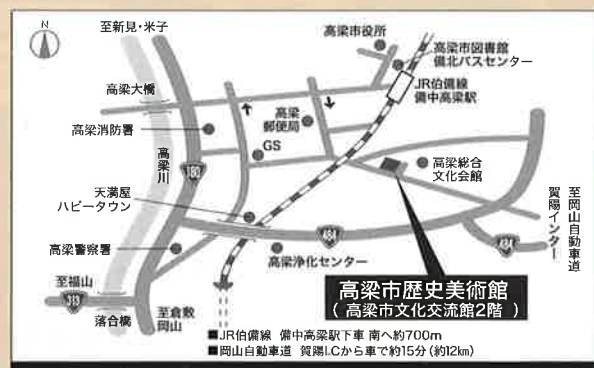 N
至新見・米子
高梁市役所
高梁市図書館
備北バスセンター
高梁大橋
JR伯備線
備中高梁駅
高梁
郵便局
高梁消防署
GS
高梁総合
文化会館
高梁川
180
天満屋
ハピータウン
至岡山自動車道
賀陽インター
484
484
高梁警察署
高梁浄化センター
至福山
313
落合橋
至倉敷
岡山
高梁市歴史美術館
( 高梁市文化交流館2階 )
■JR伯備線 備中高梁駅下車 南へ約700m
■岡山自動車道 賀陽I.Cから車で約15分(約12km)